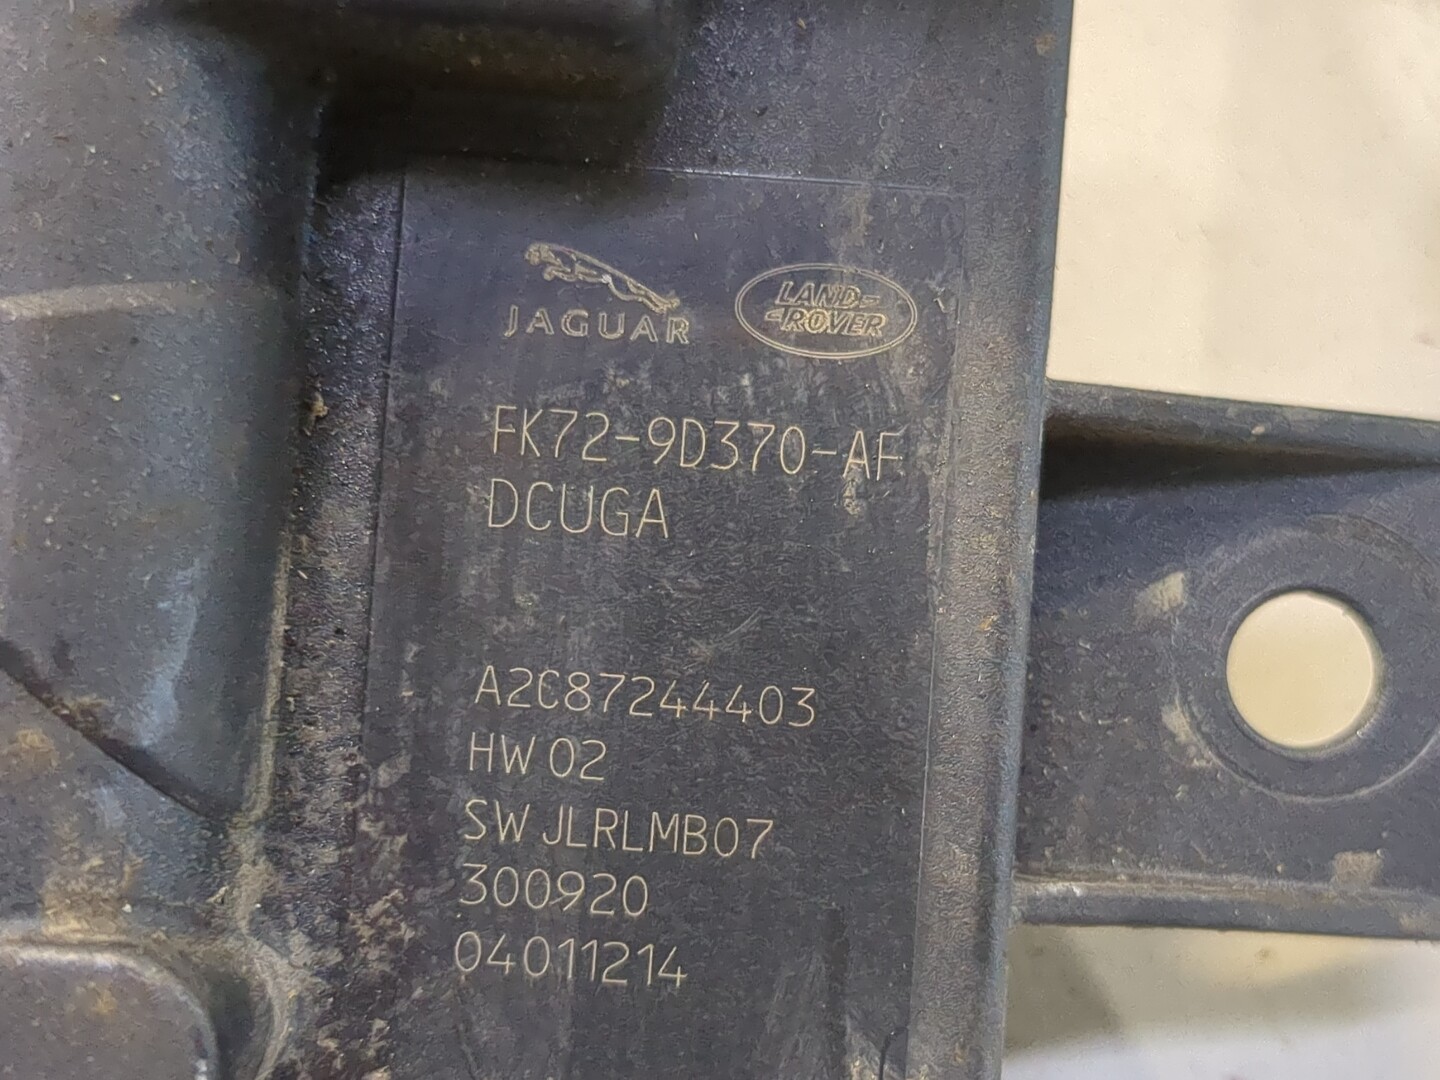 JAGUAR
LAND-
-ROVER
FK72-9D370-AF
DCUGA
A2C87244403
HW 02
SW JLRLMB07
300920
04011214